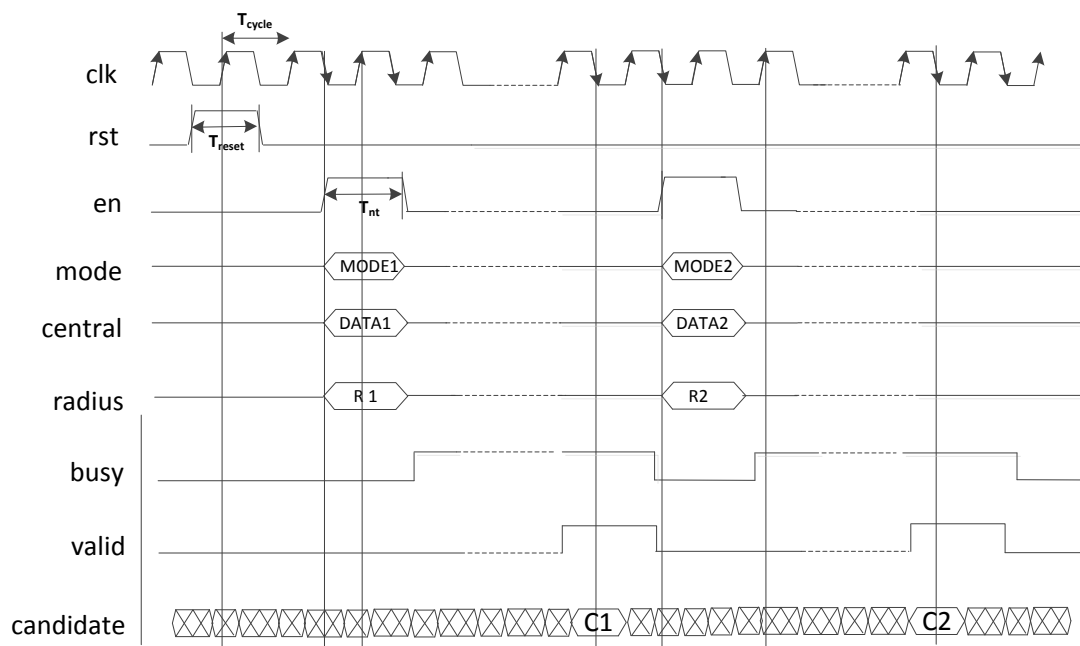 Tcycle
clk
rst
Treset
en
Tnt
mode MODE1 MODE2
central DATA1 DATA2
radius R 1 R2
busy
valid
candidate C1 C2